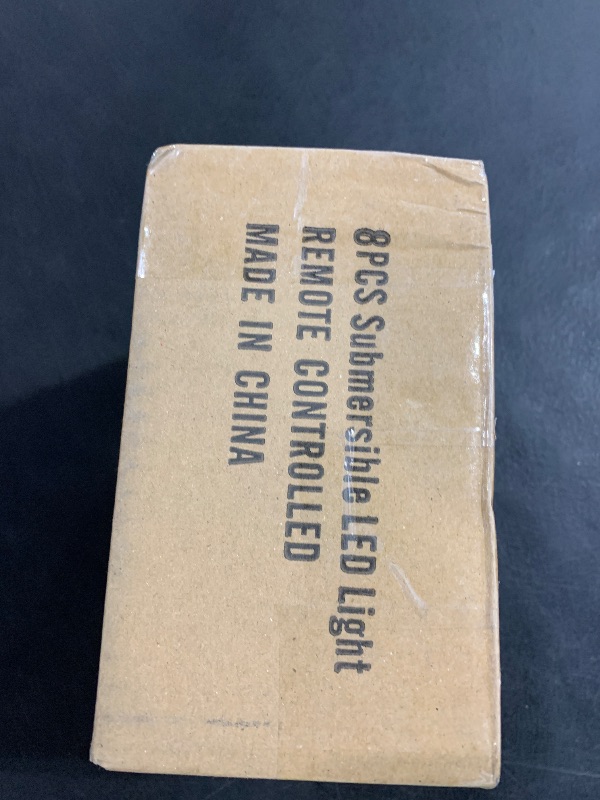 8PCS Submersible LED Light
REMOTE CONTROLLED
MADE IN CHINA